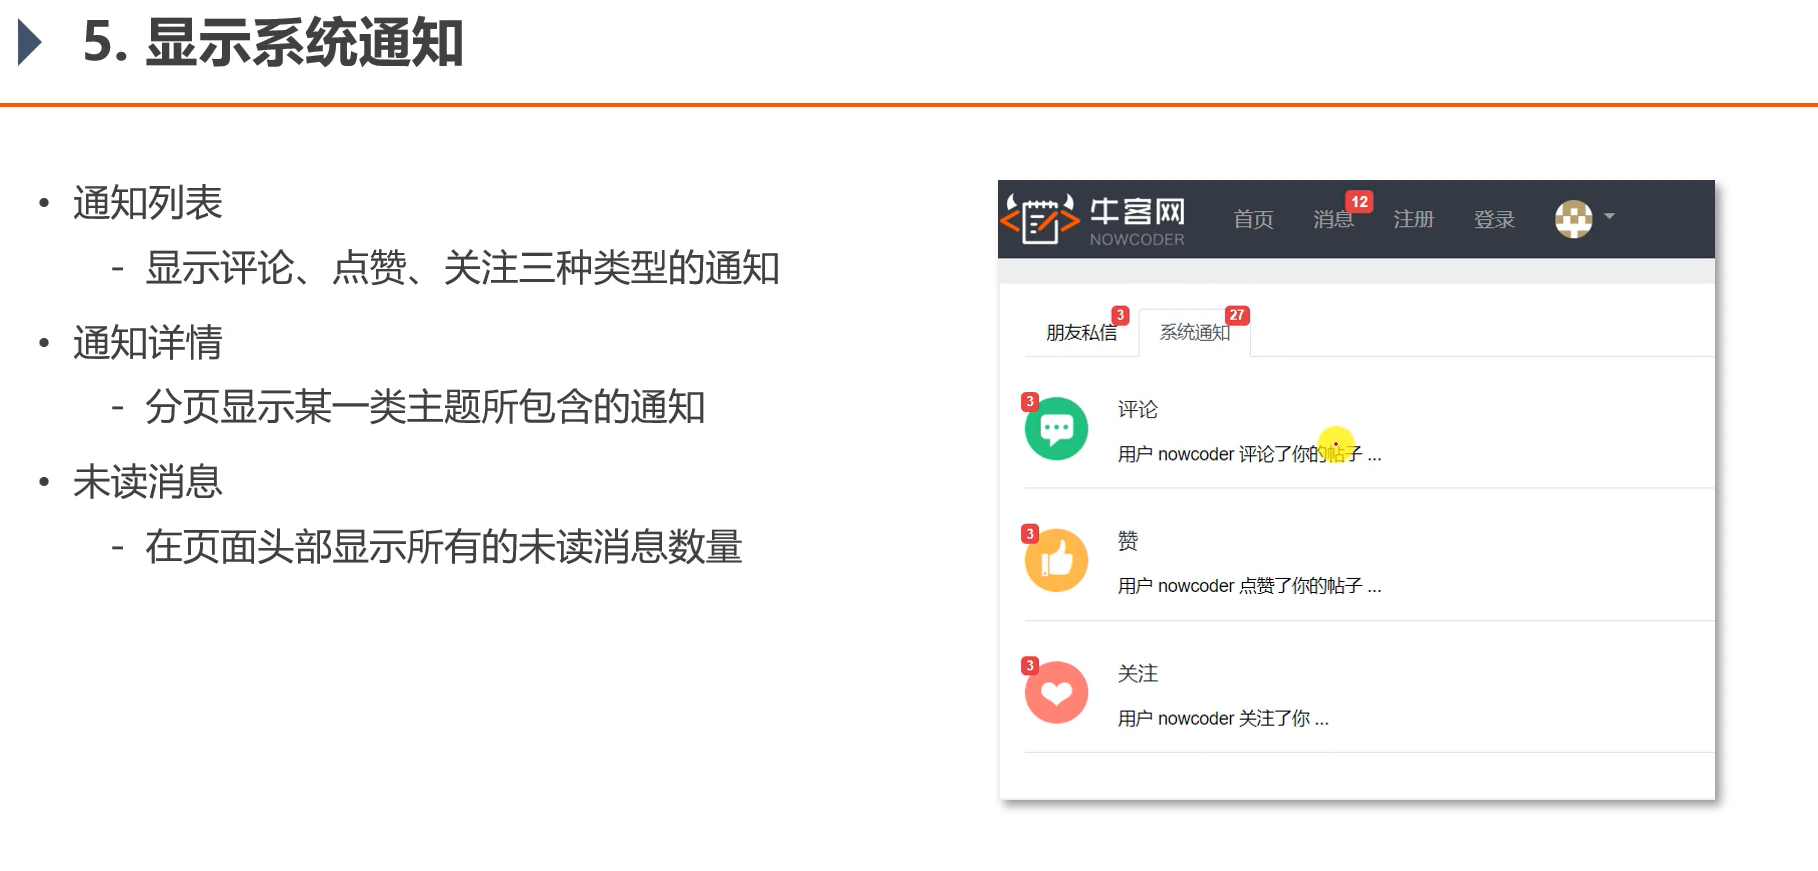 5. 显示系统通知
• 通知列表
- 显示评论、点赞、关注三种类型的通知
• 通知详情
- 分页显示某一类主题所包含的通知
• 未读消息
- 在页面头部显示所有的未读消息数量
牛客网
NOWCODER
首页 消息 12 注册 登录
朋友私信 3 系统通知 27
3 评论
用户 nowcoder 评论了你的帖子 ...
3 赞
用户 nowcoder 点赞了你的帖子 ...
3 关注
用户 nowcoder 关注了你 ...